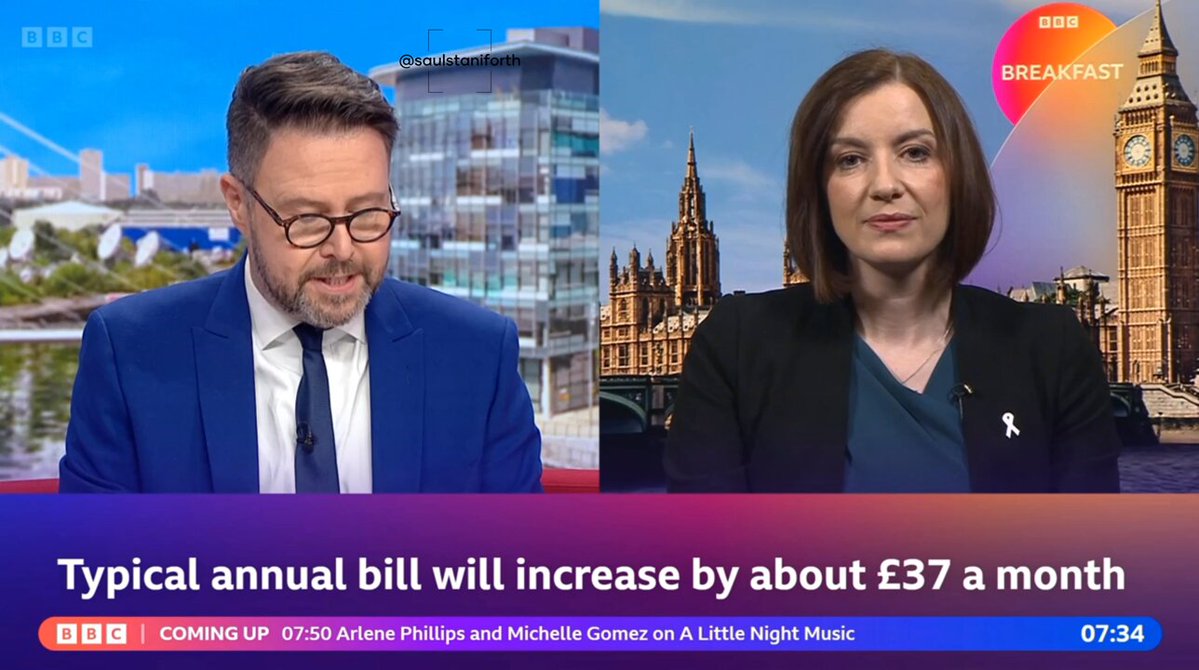 BBC
@saulstaniforth
BBC
BREAKFAST
Typical annual bill will increase by about £37 a month
BBC | COMING UP 07:50 Arlene Phillips and Michelle Gomez on A Little Night Music 07:34